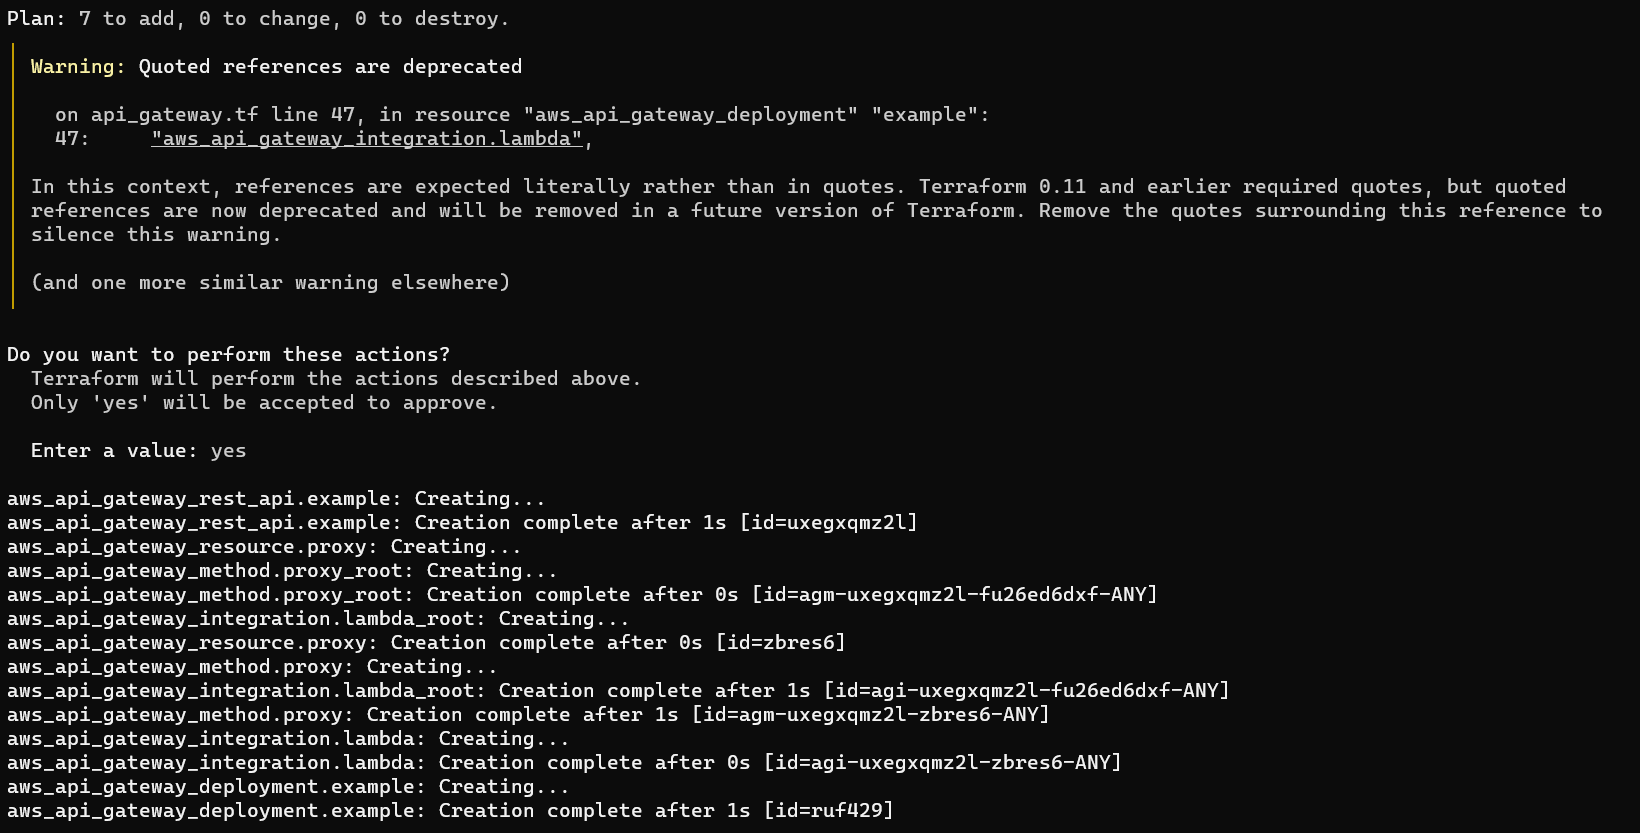 Plan: 7 to add, 0 to change, 0 to destroy.
Warning: Quoted references are deprecated
on api_gateway.tf line 47, in resource "aws_api_gateway_deployment" "example":
47:     "aws_api_gateway_integration.lambda",
In this context, references are expected literally rather than in quotes. Terraform 0.11 and earlier required quotes, but quoted
references are now deprecated and will be removed in a future version of Terraform. Remove the quotes surrounding this reference to
silence this warning.
(and one more similar warning elsewhere)
Do you want to perform these actions?
Terraform will perform the actions described above.
Only 'yes' will be accepted to approve.
Enter a value: yes
aws_api_gateway_rest_api.example: Creating...
aws_api_gateway_rest_api.example: Creation complete after 1s [id=uxegxqmz2l]
aws_api_gateway_resource.proxy: Creating...
aws_api_gateway_method.proxy_root: Creating...
aws_api_gateway_method.proxy_root: Creation complete after 0s [id=agm-uxegxqmz2l-fu26ed6dxf-ANY]
aws_api_gateway_integration.lambda_root: Creating...
aws_api_gateway_resource.proxy: Creation complete after 0s [id=zbres6]
aws_api_gateway_method.proxy: Creating...
aws_api_gateway_integration.lambda_root: Creation complete after 1s [id=agi-uxegxqmz2l-fu26ed6dxf-ANY]
aws_api_gateway_method.proxy: Creation complete after 1s [id=agm-uxegxqmz2l-zbres6-ANY]
aws_api_gateway_integration.lambda: Creating...
aws_api_gateway_integration.lambda: Creation complete after 0s [id=agi-uxegxqmz2l-zbres6-ANY]
aws_api_gateway_deployment.example: Creating...
aws_api_gateway_deployment.example: Creation complete after 1s [id=ruf429]